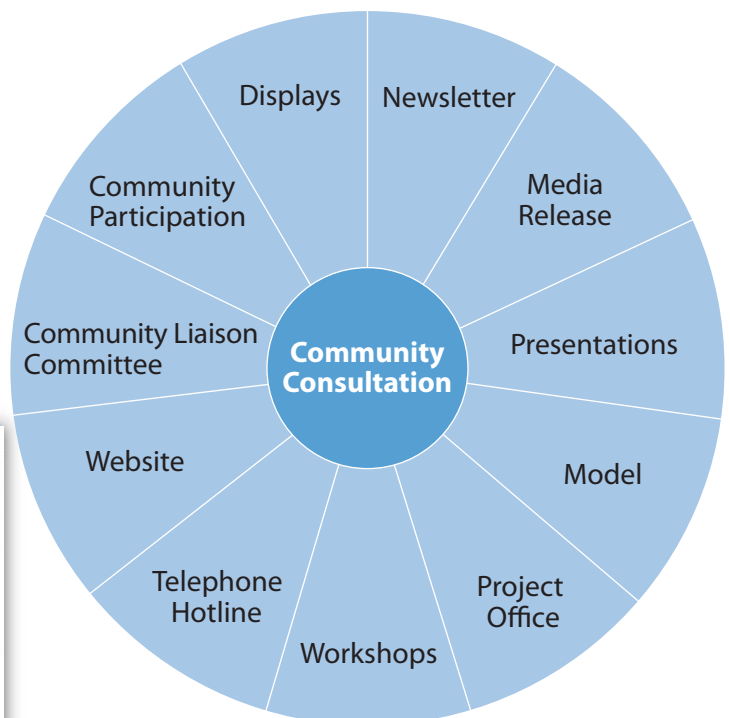 Displays
Newsletter
Media
Release
Presentations
Model
Project
Office
Workshops
Telephone
Hotline
Website
Community Liaison
Committee
Community
Participation
Community
Consultation